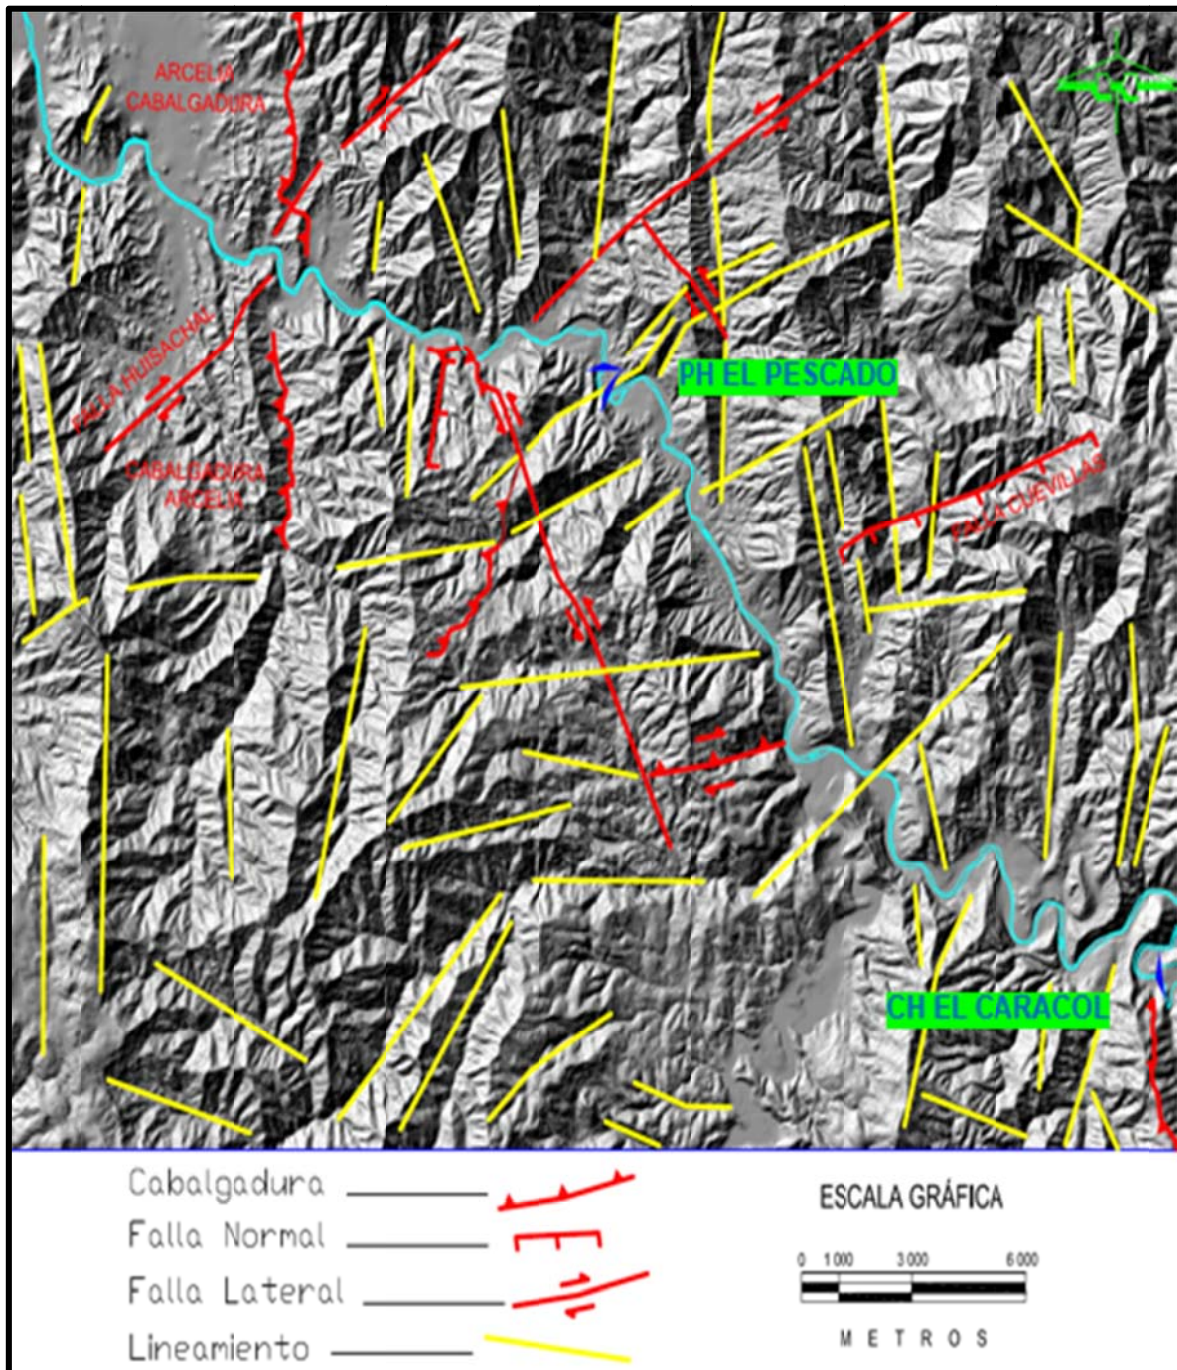 ARCELIA
CABALGADURA
FALLA HUISACHAL
PH EL PESCADO
CABALGADURA
ARCELIA
FALLA CUEVILLAS
CH EL CARACOL
Cabalgadura
Falla Normal
Falla Lateral
Lineamiento
ESCALA GRÁFICA
0 1 000 3 000 6 000
METROS